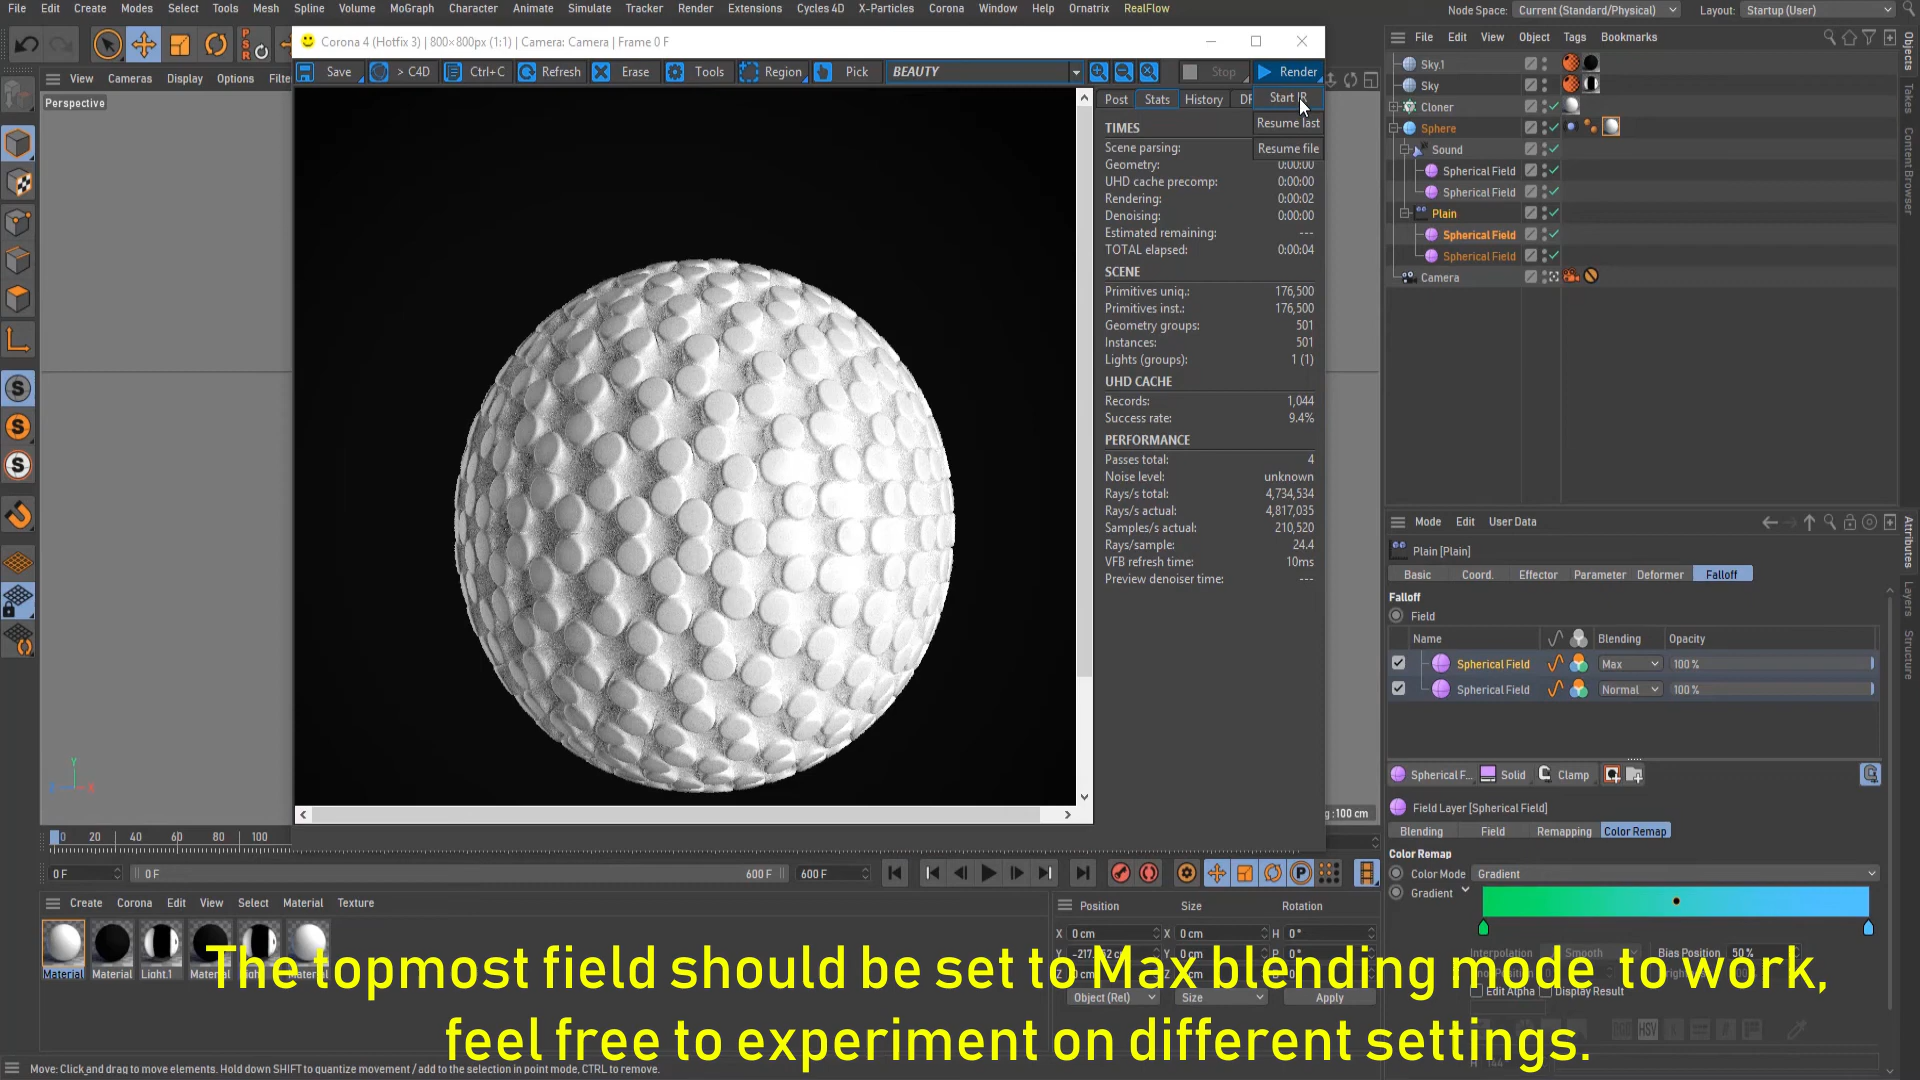 File Edit Create Modes Select Tools Mesh Spline Volume MoGraph Character Animate Simulate Tracker Render Extensions Cycles 4D X-Particles Corona Window Help Ornatrix RealFlow Node Space: Current (Standard/Physical) Layout: Startup (User)
Corona 4 (Hotfix 3) | 800×800px (1:1) | Camera: Camera | Frame 0 F
File Edit View Object Tags Bookmarks
View Cameras Display Options Filte
Save > C4D Ctrl+C Refresh Erase Tools Region Pick BEAUTY Stop Render
Perspective
Post Stats History Start IR
Resume last
Resume file
TIMES
Scene parsing:
Geometry: 0:00:00
UHD cache precomp: 0:00:00
Rendering: 0:00:02
Denoising: 0:00:00
Estimated remaining: ---
TOTAL elapsed: 0:00:04
SCENE
Primitives uniq.: 176,500
Primitives inst.: 176,500
Geometry groups: 501
Instances: 501
Lights (groups): 1 (1)
UHD CACHE
Records: 1,044
Success rate: 9.4%
PERFORMANCE
Passes total: 4
Noise level: unknown
Rays/s total: 4,734,534
Rays/s actual: 4,817,035
Samples/s actual: 210,520
Rays/sample: 24.4
VFB refresh time: 10ms
Preview denoiser time: ---
Sky.1
Sky
Cloner
Sphere
Sound
Spherical Field
Spherical Field
Plain
Spherical Field
Spherical Field
Camera
Objects
Content Browser
Takes
Mode Edit User Data
Attributes
Layers
Structure
Plain [Plain]
Basic Coord. Effector Parameter Deformer Falloff
Falloff
Field
Name Blending Opacity
Spherical Field Max 100 %
Spherical Field Normal 100 %
Spherical F... Solid Clamp
Field Layer [Spherical Field]
Blending Field Remapping Color Remap
Color Remap
Color Mode Gradient
Gradient
Interpolation Smooth Bias Position 50 %
Edit Alpha Display Result
HSV
:100 cm
Y
X
0 20 40 60 80 100
0 F 0 F 600 F 600 F
Create Corona Edit View Select Material Texture
Material Material Light.1
Position Size Rotation
X 0 cm X 0 cm H 0 °
Object (Rel) Size Apply
The topmost field should be set to Max blending mode to work,
feel free to experiment on different settings.
Move: Click and drag to move elements. Hold down SHIFT to quantize movement / add to the selection in point mode, CTRL to remove.